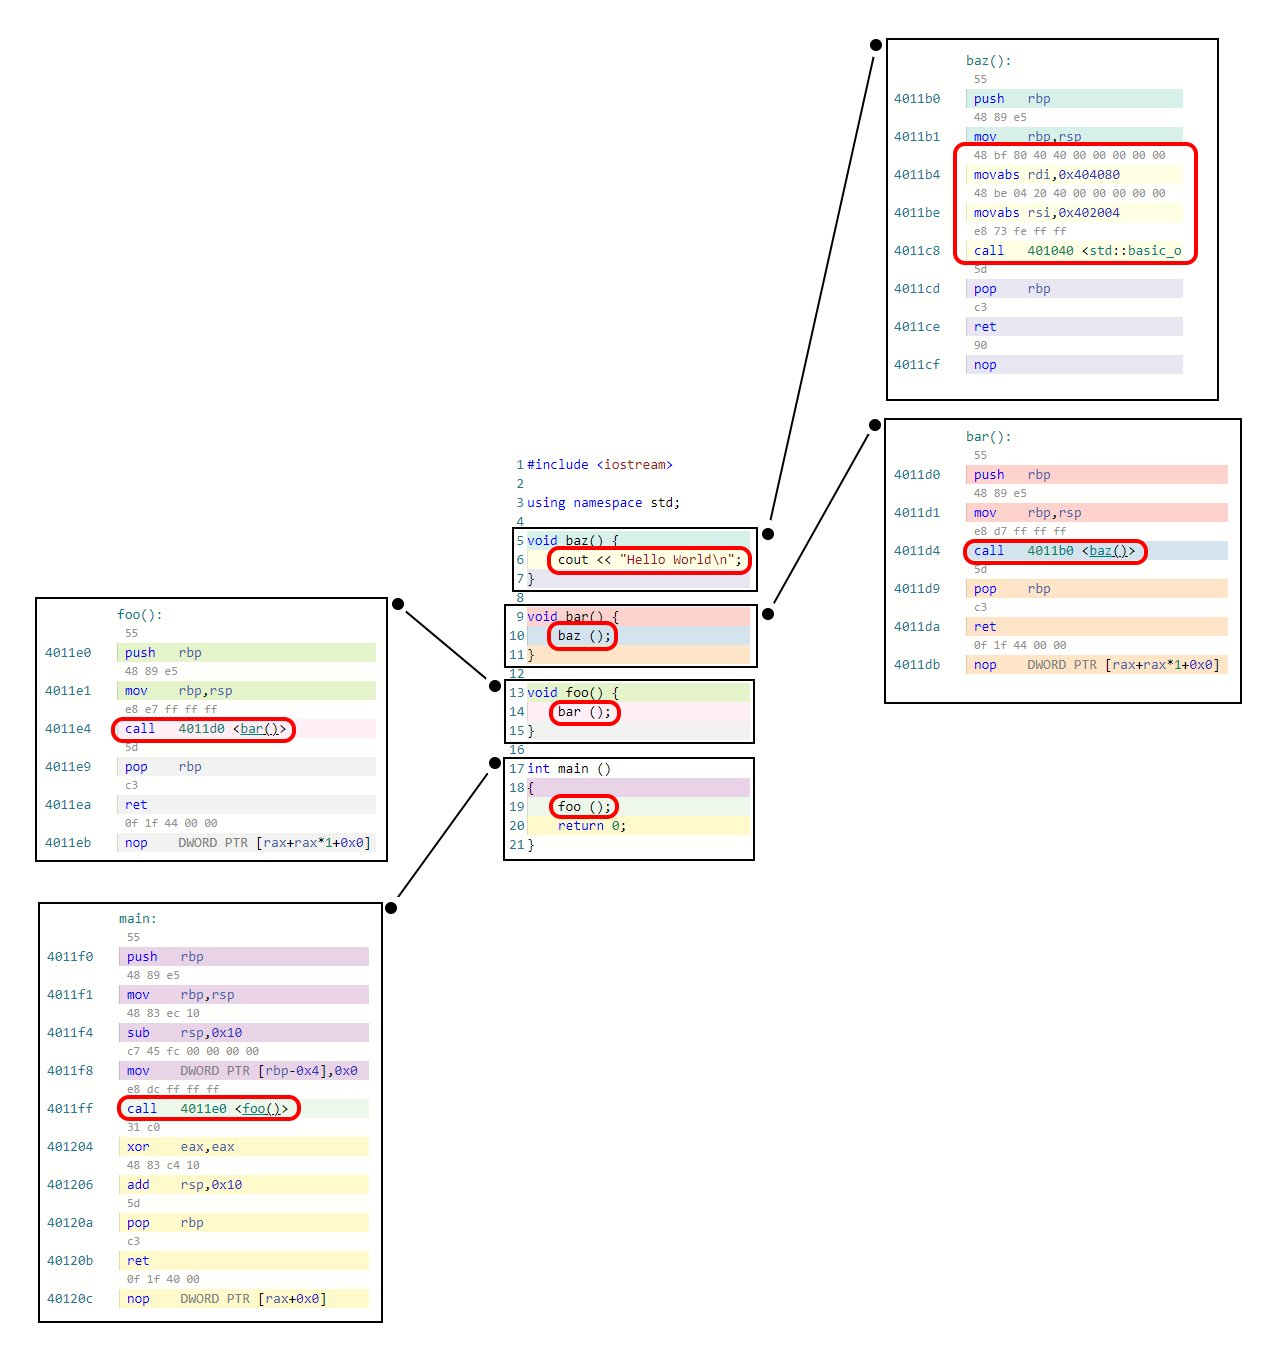 baz():
55
4011b0 push rbp
48 89 e5
4011b1 mov rbp,rsp
48 bf 80 40 40 00 00 00 00 00
4011b4 movabs rdi,0x404080
48 be 04 20 40 00 00 00 00 00
4011be movabs rsi,0x402004
e8 73 fe ff ff
4011c8 call 401040 <std::basic_o
5d
4011cd pop rbp
c3
4011ce ret
90
4011cf nop
bar():
55
4011d0 push rbp
48 89 e5
4011d1 mov rbp,rsp
e8 d7 ff ff ff
4011d4 call 4011b0 <baz()>
5d
4011d9 pop rbp
c3
4011da ret
0f 1f 44 00 00
4011db nop DWORD PTR [rax+rax*1+0x0]
1 #include <iostream>
2
3 using namespace std;
4
5 void baz() {
6 cout << "Hello World\n";
7 }
8
9 void bar() {
10 baz ();
11 }
12
13 void foo() {
14 bar ();
15 }
16
17 int main ()
18 {
19 foo ();
20 return 0;
21 }
foo():
55
4011e0 push rbp
48 89 e5
4011e1 mov rbp,rsp
e8 e7 ff ff ff
4011e4 call 4011d0 <bar()>
5d
4011e9 pop rbp
c3
4011ea ret
0f 1f 44 00 00
4011eb nop DWORD PTR [rax+rax*1+0x0]
main:
55
4011f0 push rbp
48 89 e5
4011f1 mov rbp,rsp
48 83 ec 10
4011f4 sub rsp,0x10
c7 45 fc 00 00 00 00
4011f8 mov DWORD PTR [rbp-0x4],0x0
e8 dc ff ff ff
4011ff call 4011e0 <foo()>
31 c0
401204 xor eax,eax
48 83 c4 10
401206 add rsp,0x10
5d
40120a pop rbp
c3
40120b ret
0f 1f 40 00
40120c nop DWORD PTR [rax+0x0]